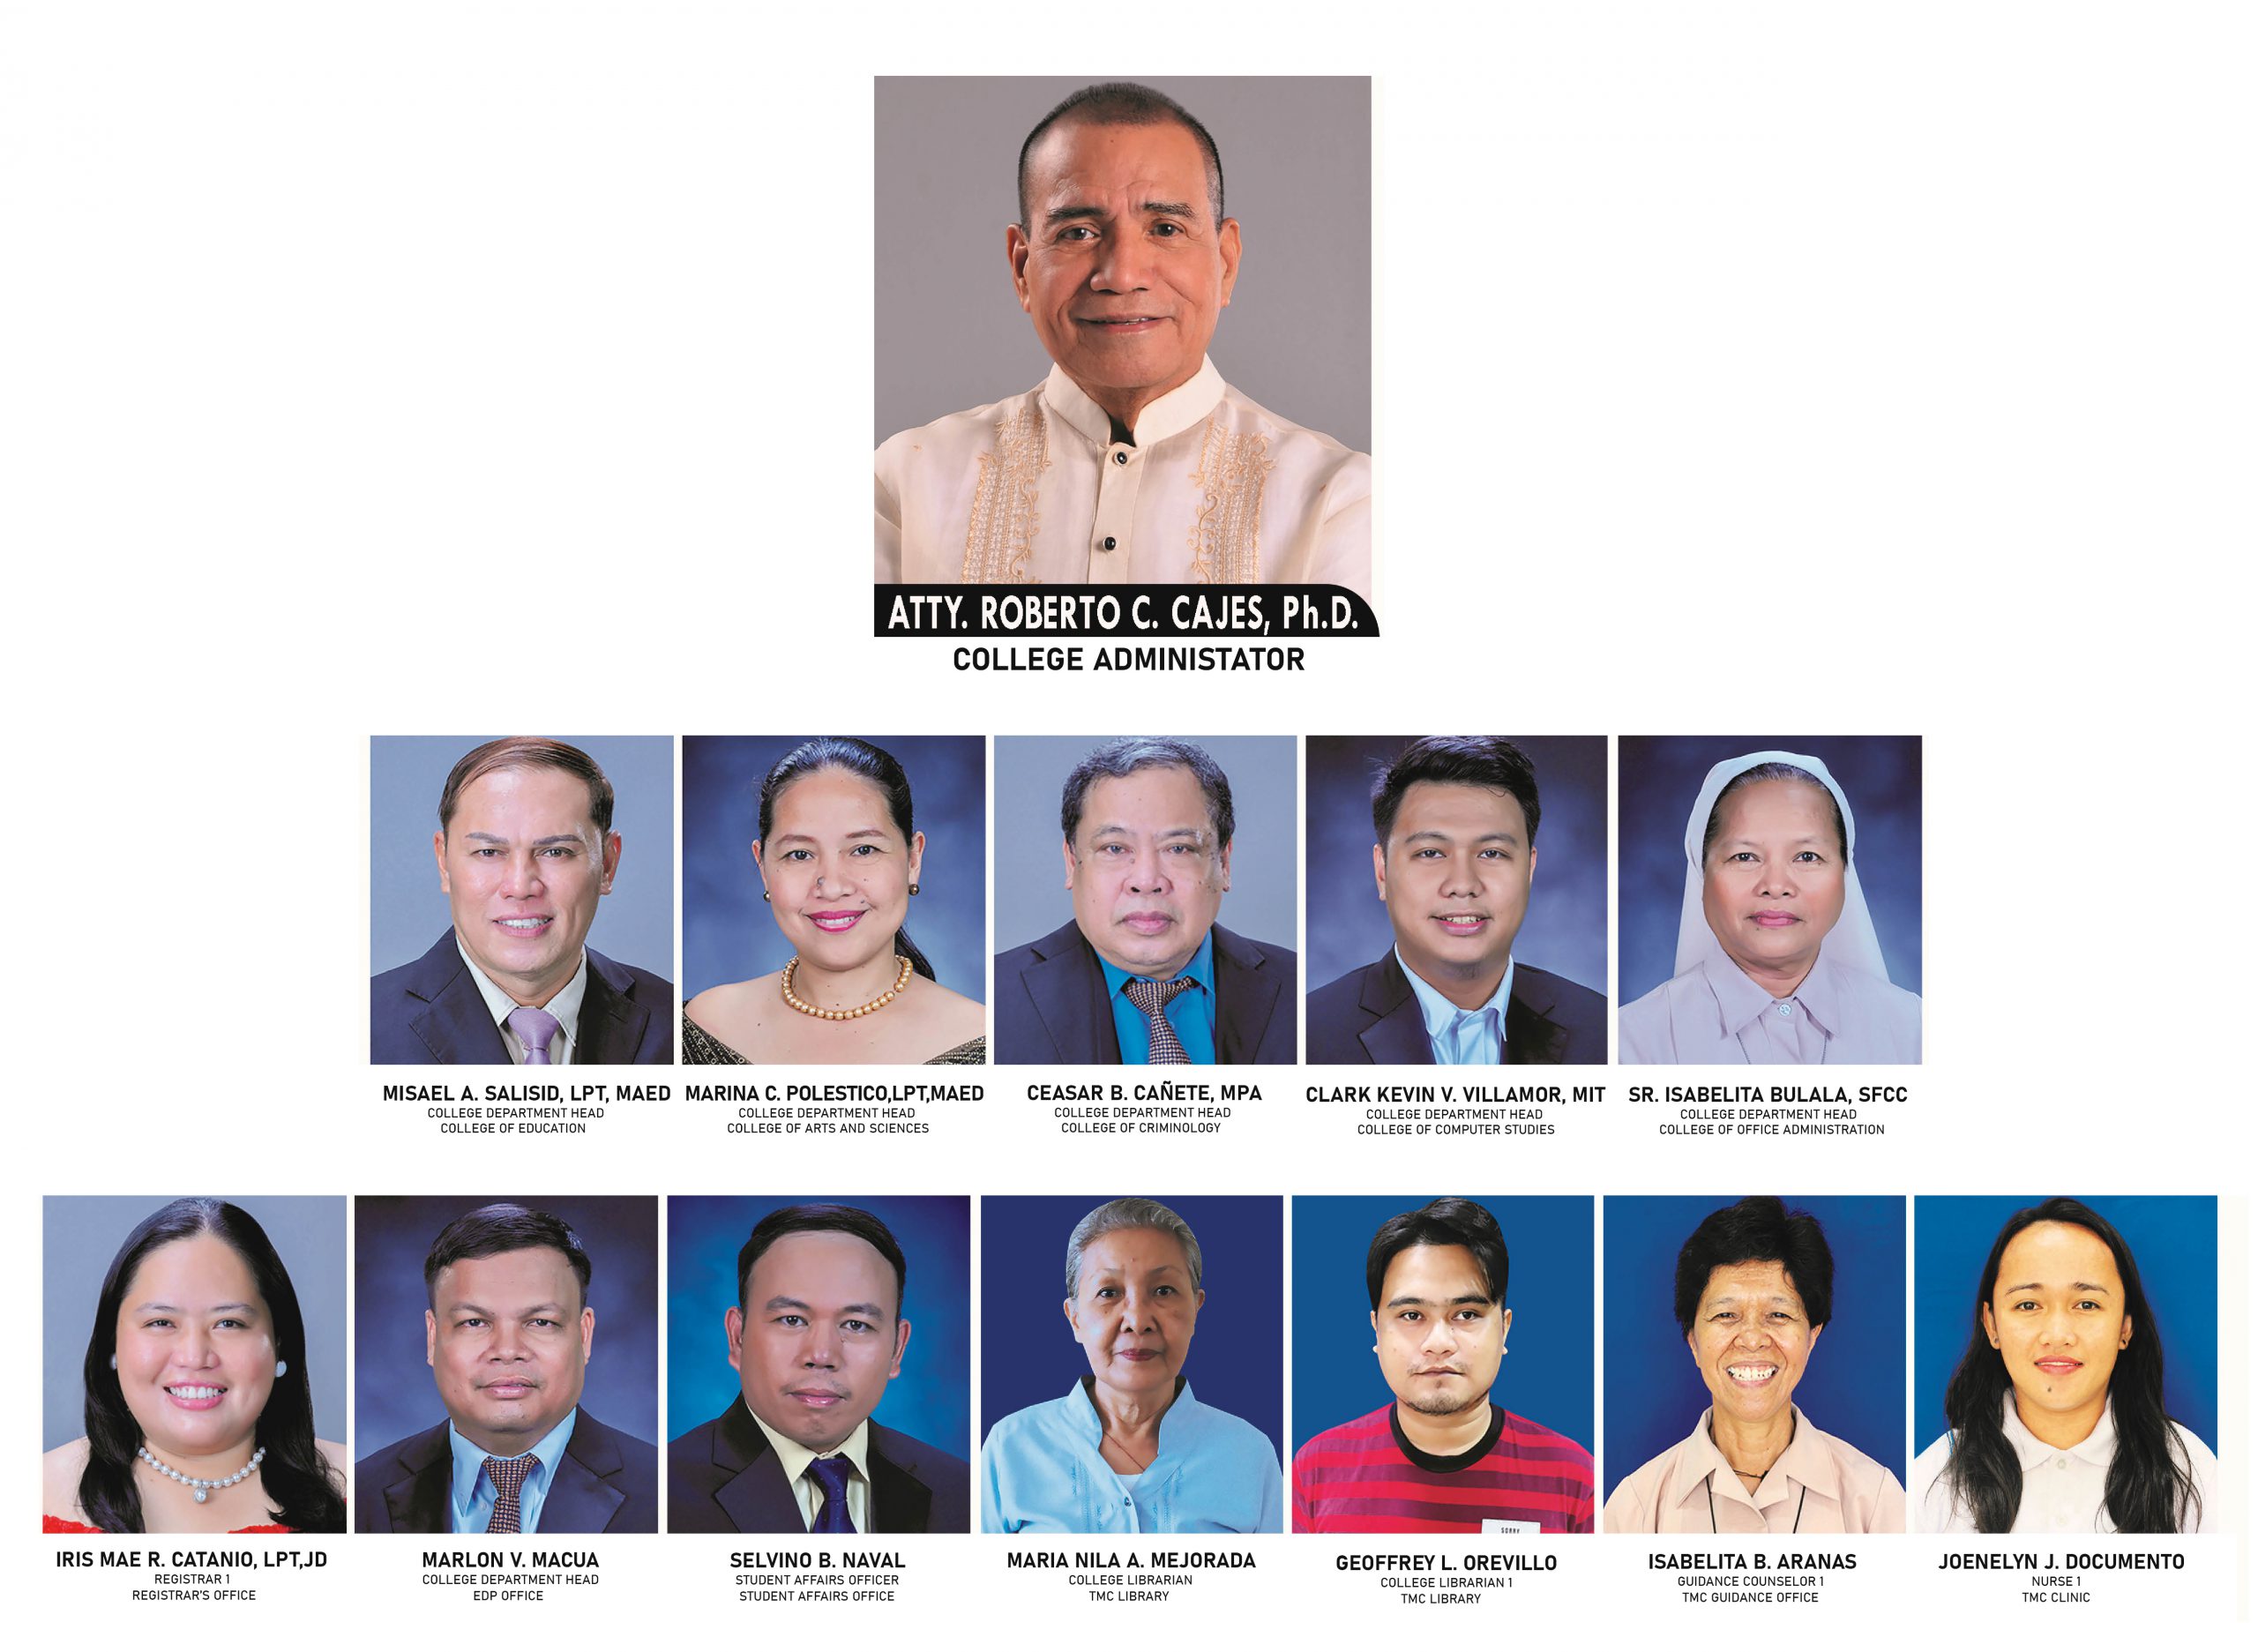 ATTY. ROBERTO C. CAJES, Ph.D.
COLLEGE ADMINISTATOR
MISAEL A. SALISID, LPT, MAED
COLLEGE DEPARTMENT HEAD
COLLEGE OF EDUCATION
MARINA C. POLESTICO,LPT,MAED
COLLEGE DEPARTMENT HEAD
COLLEGE OF ARTS AND SCIENCES
CEASAR B. CAÑETE, MPA
COLLEGE DEPARTMENT HEAD
COLLEGE OF CRIMINOLOGY
CLARK KEVIN V. VILLAMOR, MIT
COLLEGE DEPARTMENT HEAD
COLLEGE OF COMPUTER STUDIES
SR. ISABELITA BULALA, SFCC
COLLEGE DEPARTMENT HEAD
COLLEGE OF OFFICE ADMINISTRATION
IRIS MAE R. CATANIO, LPT,JD
REGISTRAR 1
REGISTRAR'S OFFICE
MARLON V. MACUA
COLLEGE DEPARTMENT HEAD
EDP OFFICE
SELVINO B. NAVAL
STUDENT AFFAIRS OFFICER
STUDENT AFFAIRS OFFICE
MARIA NILA A. MEJORADA
COLLEGE LIBRARIAN
TMC LIBRARY
GEOFFREY L. OREVILLO
COLLEGE LIBRARIAN 1
TMC LIBRARY
ISABELITA B. ARANAS
GUIDANCE COUNSELOR 1
TMC GUIDANCE OFFICE
JOENELYN J. DOCUMENTO
NURSE 1
TMC CLINIC